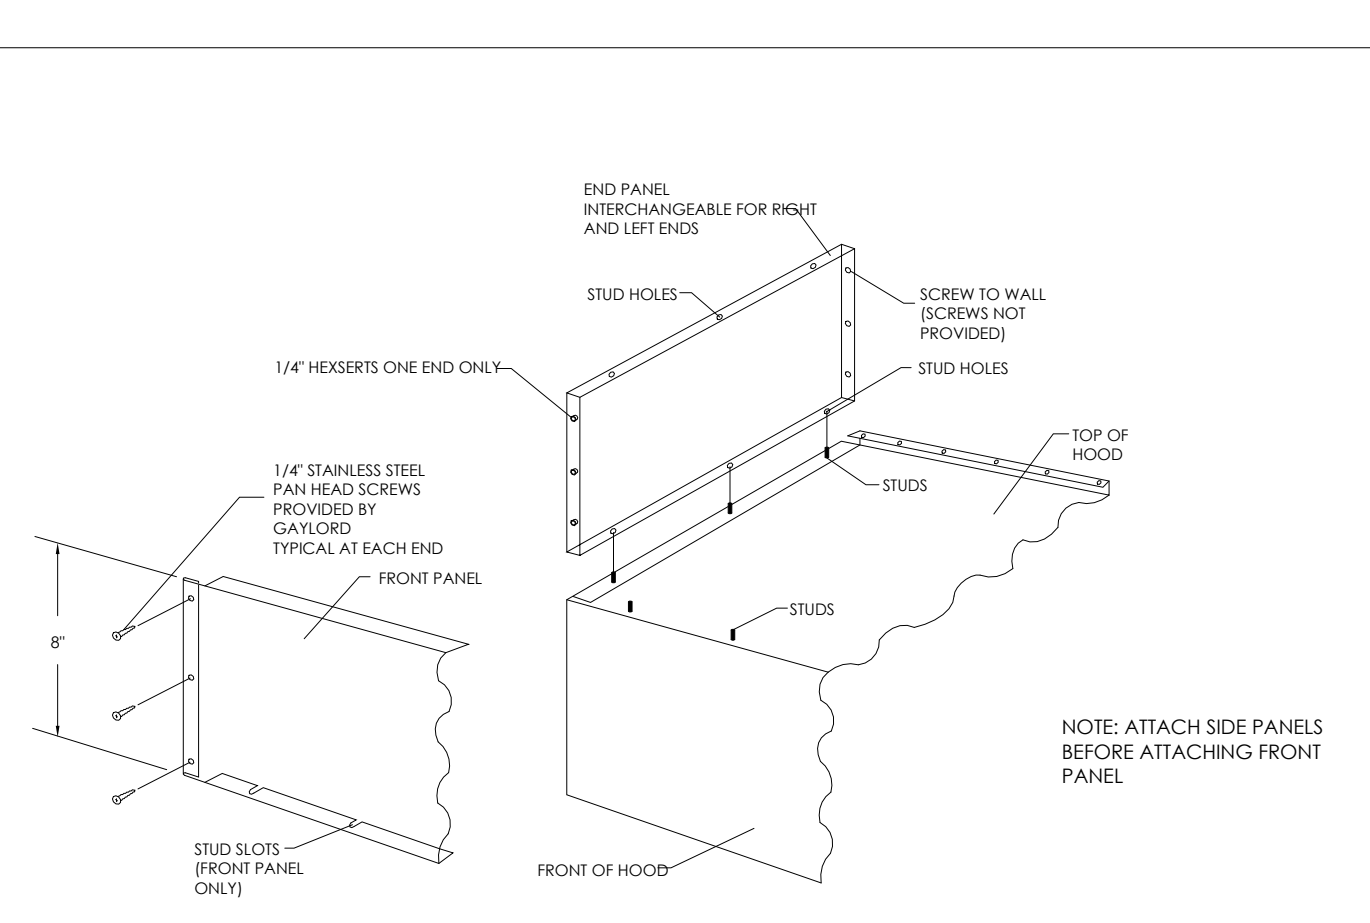 END PANEL
INTERCHANGEABLE FOR RIGHT
AND LEFT ENDS
STUD HOLES
SCREW TO WALL
(SCREWS NOT
PROVIDED)
1/4" HEXSERTS ONE END ONLY
STUD HOLES
TOP OF
HOOD
1/4" STAINLESS STEEL
PAN HEAD SCREWS
PROVIDED BY
GAYLORD
TYPICAL AT EACH END
STUDS
FRONT PANEL
STUDS
8"
NOTE: ATTACH SIDE PANELS
BEFORE ATTACHING FRONT
PANEL
STUD SLOTS
(FRONT PANEL
ONLY)
FRONT OF HOOD